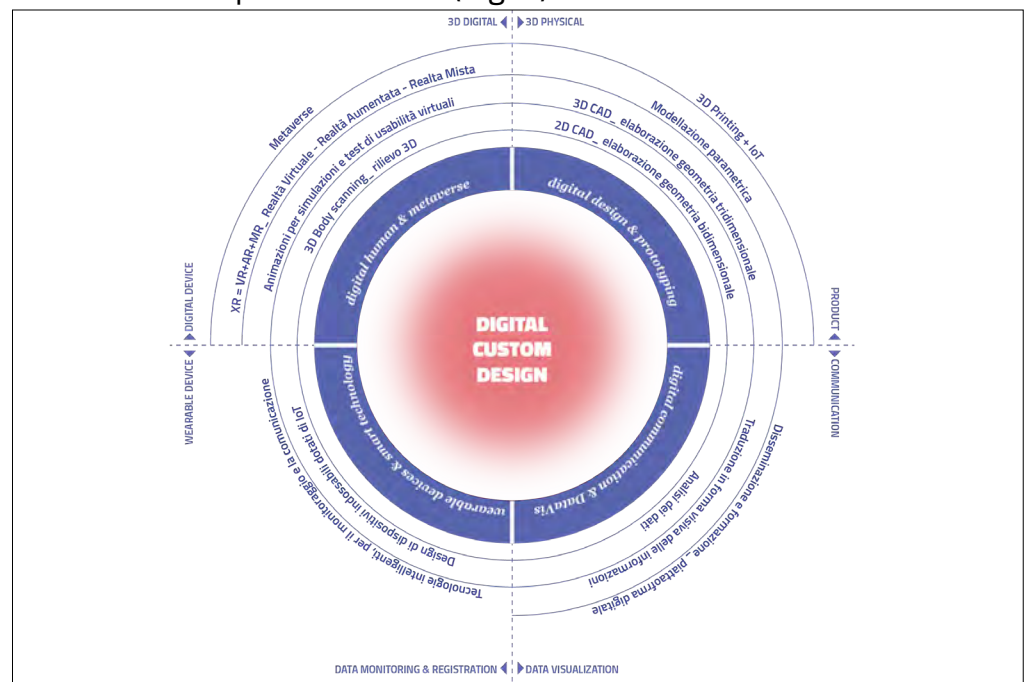 3D DIGITAL
3D PHYSICAL
Metaverse
XR = VR+AR+MR_ Realtà Virtuale - Realtà Aumentata - Realta Mista
Animazioni per simulazioni e test di usabilità virtuali
3D Body scanning_ rilievo 3D
digital human & metaverse
3D Printing + IoT
Modellazione parametrica
3D CAD_ elaborazione geometria tridimensionale
2D CAD_ elaborazione geometria bidimensionale
digital design & prototyping
DIGITAL DEVICE
WEARABLE DEVICE
PRODUCT
COMMUNICATION
DIGITAL
CUSTOM
DESIGN
wearable devices & smart technology
Design di dispositivi indossabili dotati di IoT
Tecnologie intelligenti, per il monitoraggio e la comunicazione
digital communication & DataVis
Analisi dei dati
Traduzione in forma visiva delle informazioni
Disseminazione e formazione_ piattaofrma digitale
DATA MONITORING & REGISTRATION
DATA VISUALIZATION